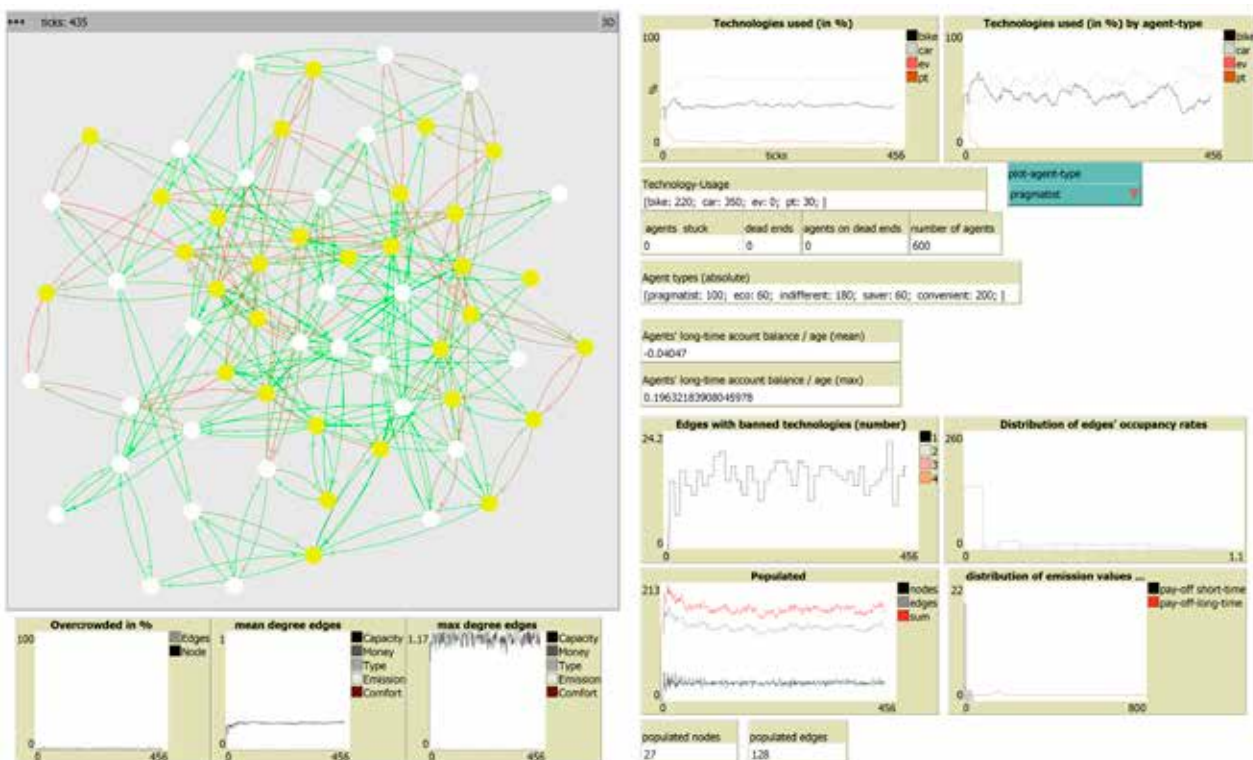 ticks: 435
3D
Technologies used (in %)
100
%
0
0
ticks
456
bike
car
ev
pt
Technologies used (in %) by agent-type
100
0
0
456
bike
car
ev
pt
plot-agent-type
pragmatist
Technology-Usage
[bike: 220; car: 350; ev: 0; pt: 30; ]
agents stuck
0
dead ends
0
agents on dead ends
0
number of agents
600
Agent types (absolute)
[pragmatist: 100; eco: 60; indifferent: 180; saver: 60; convenient: 200; ]
Agents' long-time acount balance / age (mean)
-0.04047
Agents' long-time account balance / age (max)
0.19632183908045978
Edges with banned technologies (number)
24.2
0
0
456
1
2
3
4
Distribution of edges' occupancy rates
260
0
0
1.1
Populated
213
0
0
456
nodes
edges
sum
distribution of emission values ...
22
0
0
800
pay-off short-time
pay-off-long-time
Overcrowded in %
100
0
0
456
Edges
Node
mean degree edges
1
0
0
456
Capacity
Money
Type
Emission
Comfort
max degree edges
1.17
0
0
456
Capacity
Money
Type
Emission
Comfort
populated nodes
27
populated edges
128